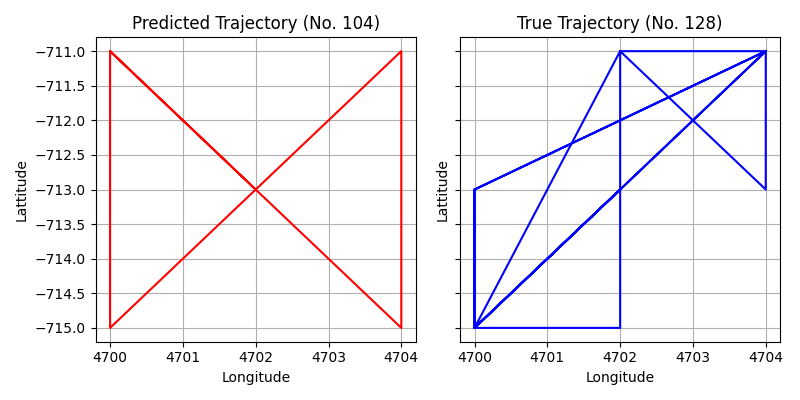 Predicted Trajectory (No. 104)
True Trajectory (No. 128)
−711.0
−711.5
−712.0
−712.5
−713.0
−713.5
−714.0
−714.5
−715.0
Lattitude
Lattitude
4700 4701 4702 4703 4704
4700 4701 4702 4703 4704
Longitude
Longitude